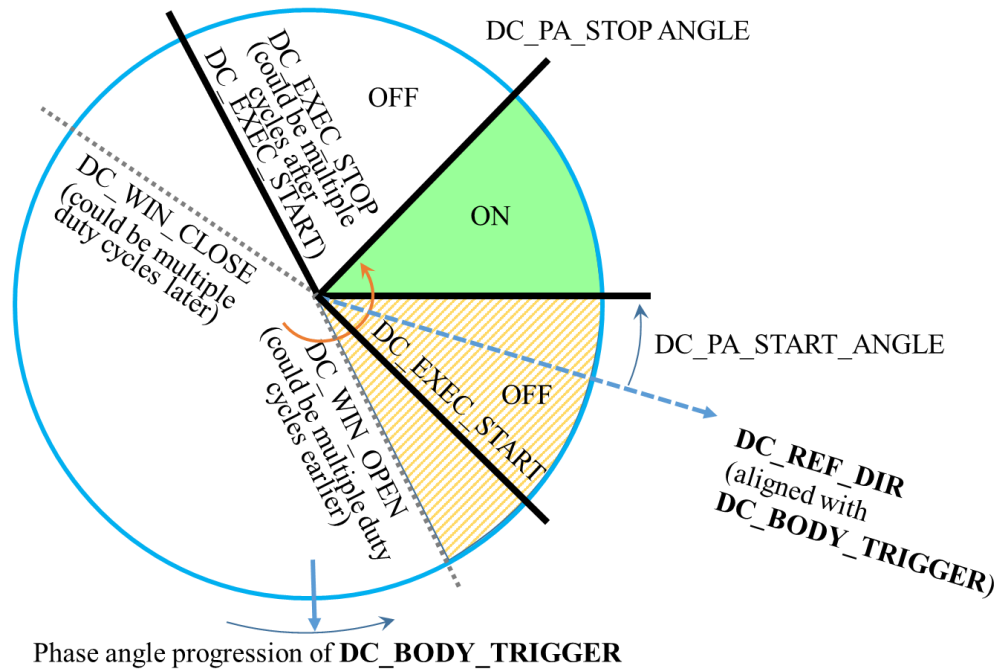 DC_PA_STOP ANGLE
DC_EXEC_STOP
(could be multiple
cycles after
DC_EXEC_START)
OFF
ON
DC_WIN_CLOSE
(could be multiple
duty cycles later)
DC_PA_START_ANGLE
DC_EXEC_START
OFF
DC_WIN_OPEN
(could be multiple duty
cycles earlier)
DC_REF_DIR
(aligned with
DC_BODY_TRIGGER)
Phase angle progression of DC_BODY_TRIGGER